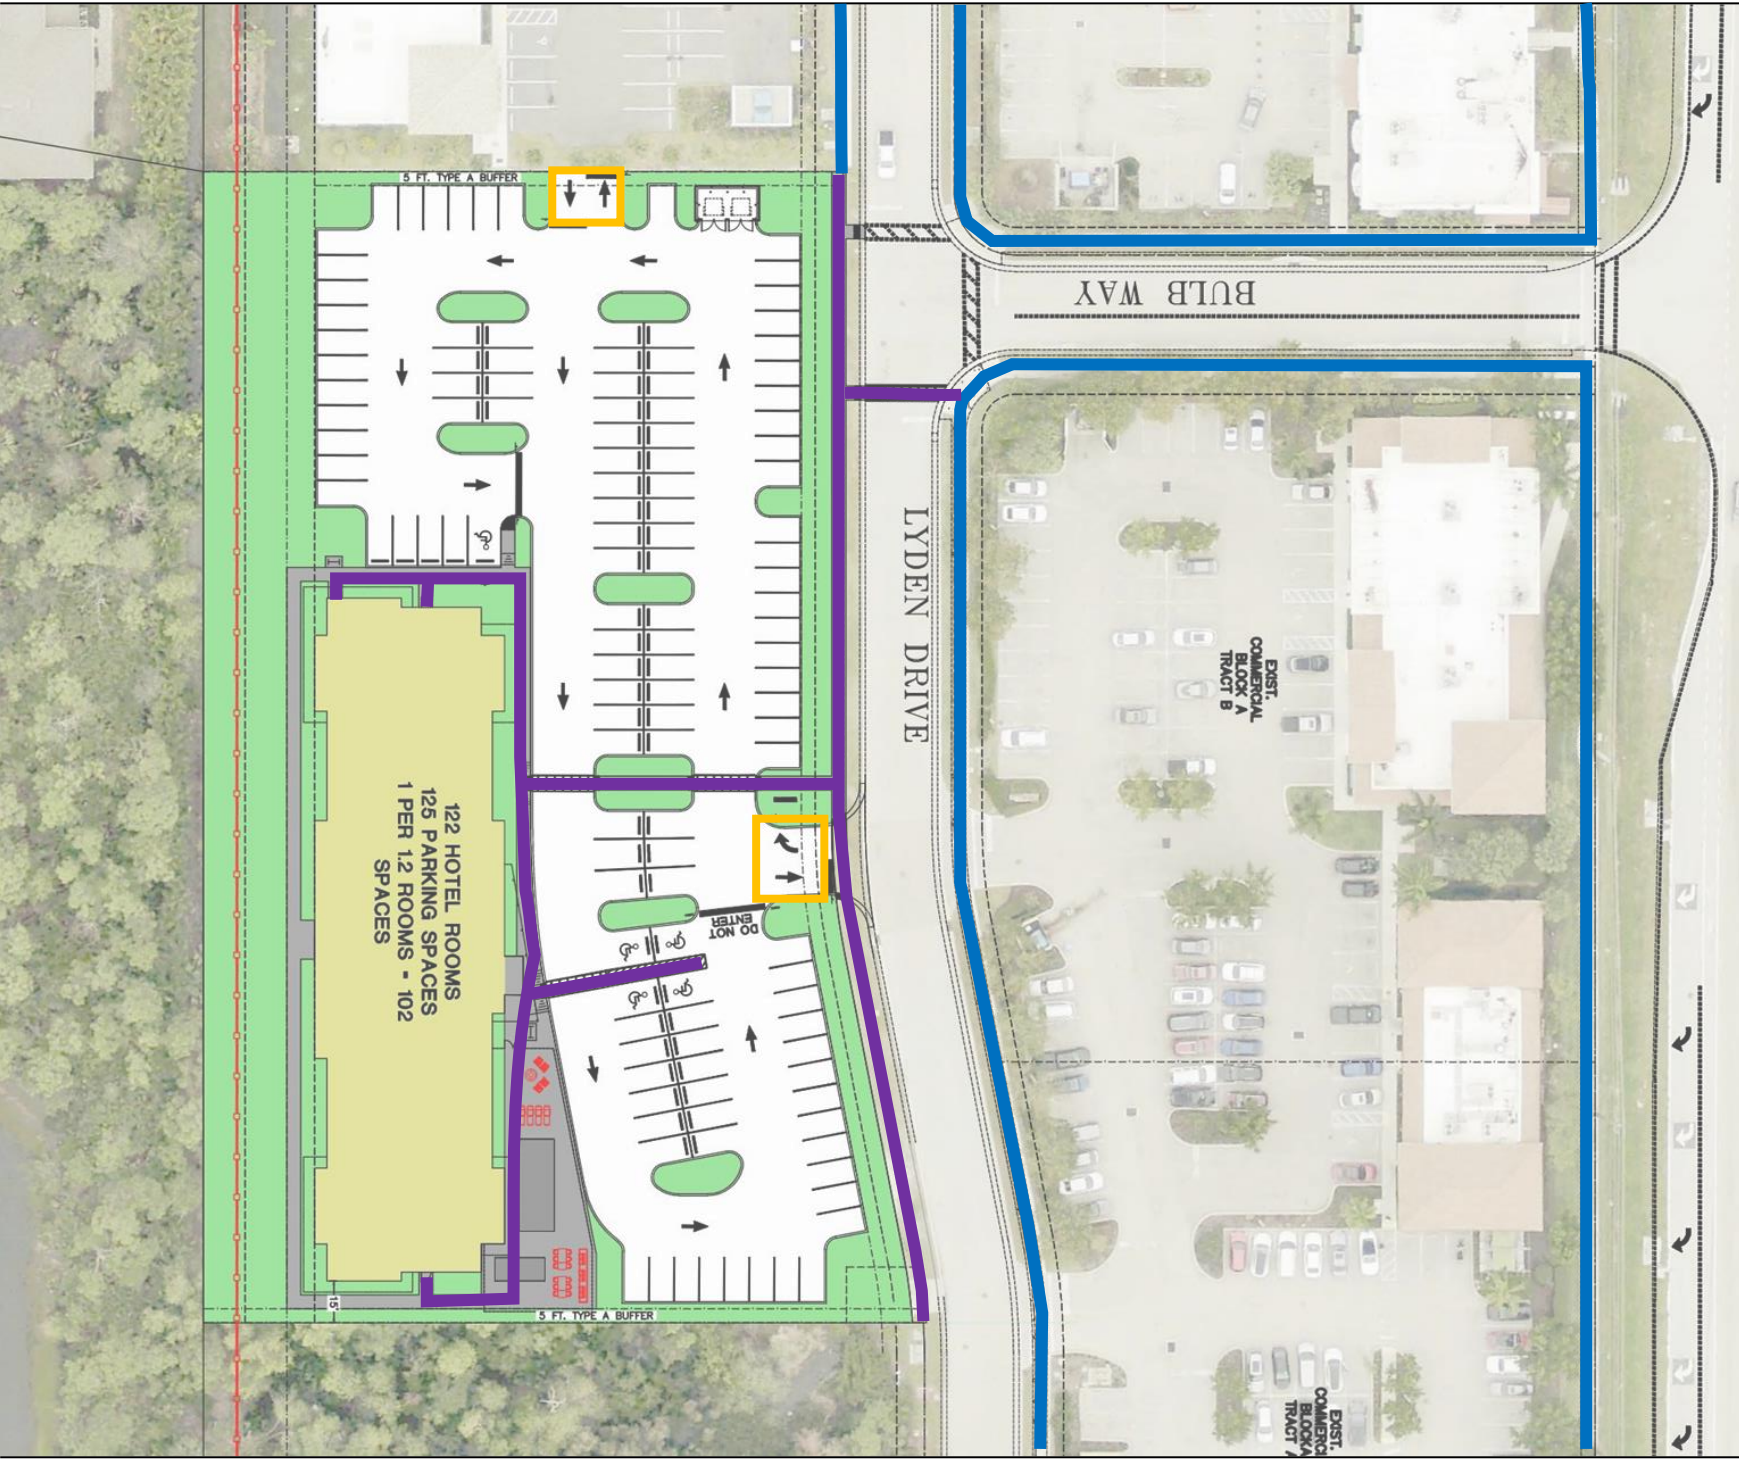 5 FT. TYPE A BUFFER
BULB WAY
LYDEN DRIVE
EXIST.
COMMERCIAL
BLOCK A
TRACT B
122 HOTEL ROOMS
125 PARKING SPACES
1 PER 1.2 ROOMS = 102
SPACES
DO NOT
ENTER
15'
5 FT. TYPE A BUFFER
EXIST.
COMMERCI
BLOCK A
TRACT